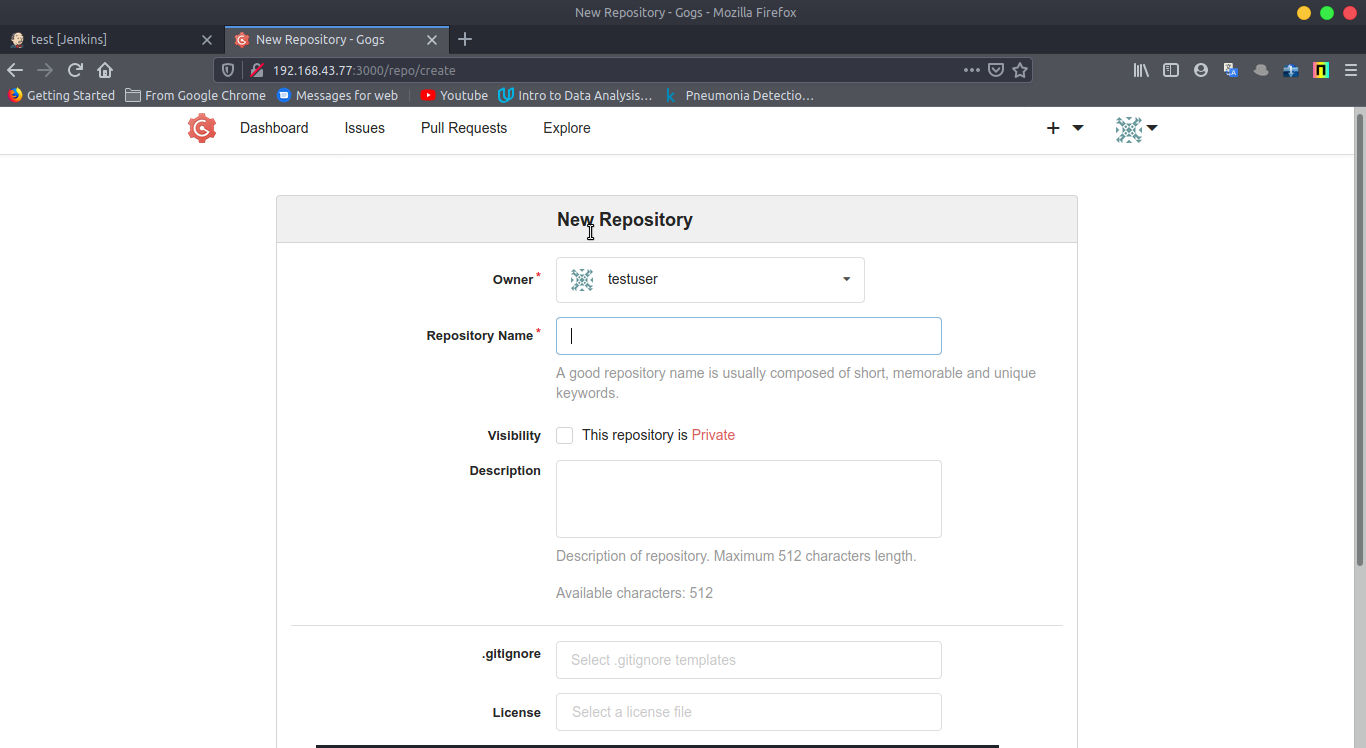 New Repository - Gogs - Mozilla Firefox
test [Jenkins]
New Repository - Gogs
192.168.43.77:3000/repo/create
Getting Started From Google Chrome Messages for web Youtube Intro to Data Analysis… Pneumonia Detectio…
Dashboard Issues Pull Requests Explore
New Repository
Owner * testuser
Repository Name *
A good repository name is usually composed of short, memorable and unique
keywords.
Visibility This repository is Private
Description
Description of repository. Maximum 512 characters length.
Available characters: 512
.gitignore Select .gitignore templates
License Select a license file